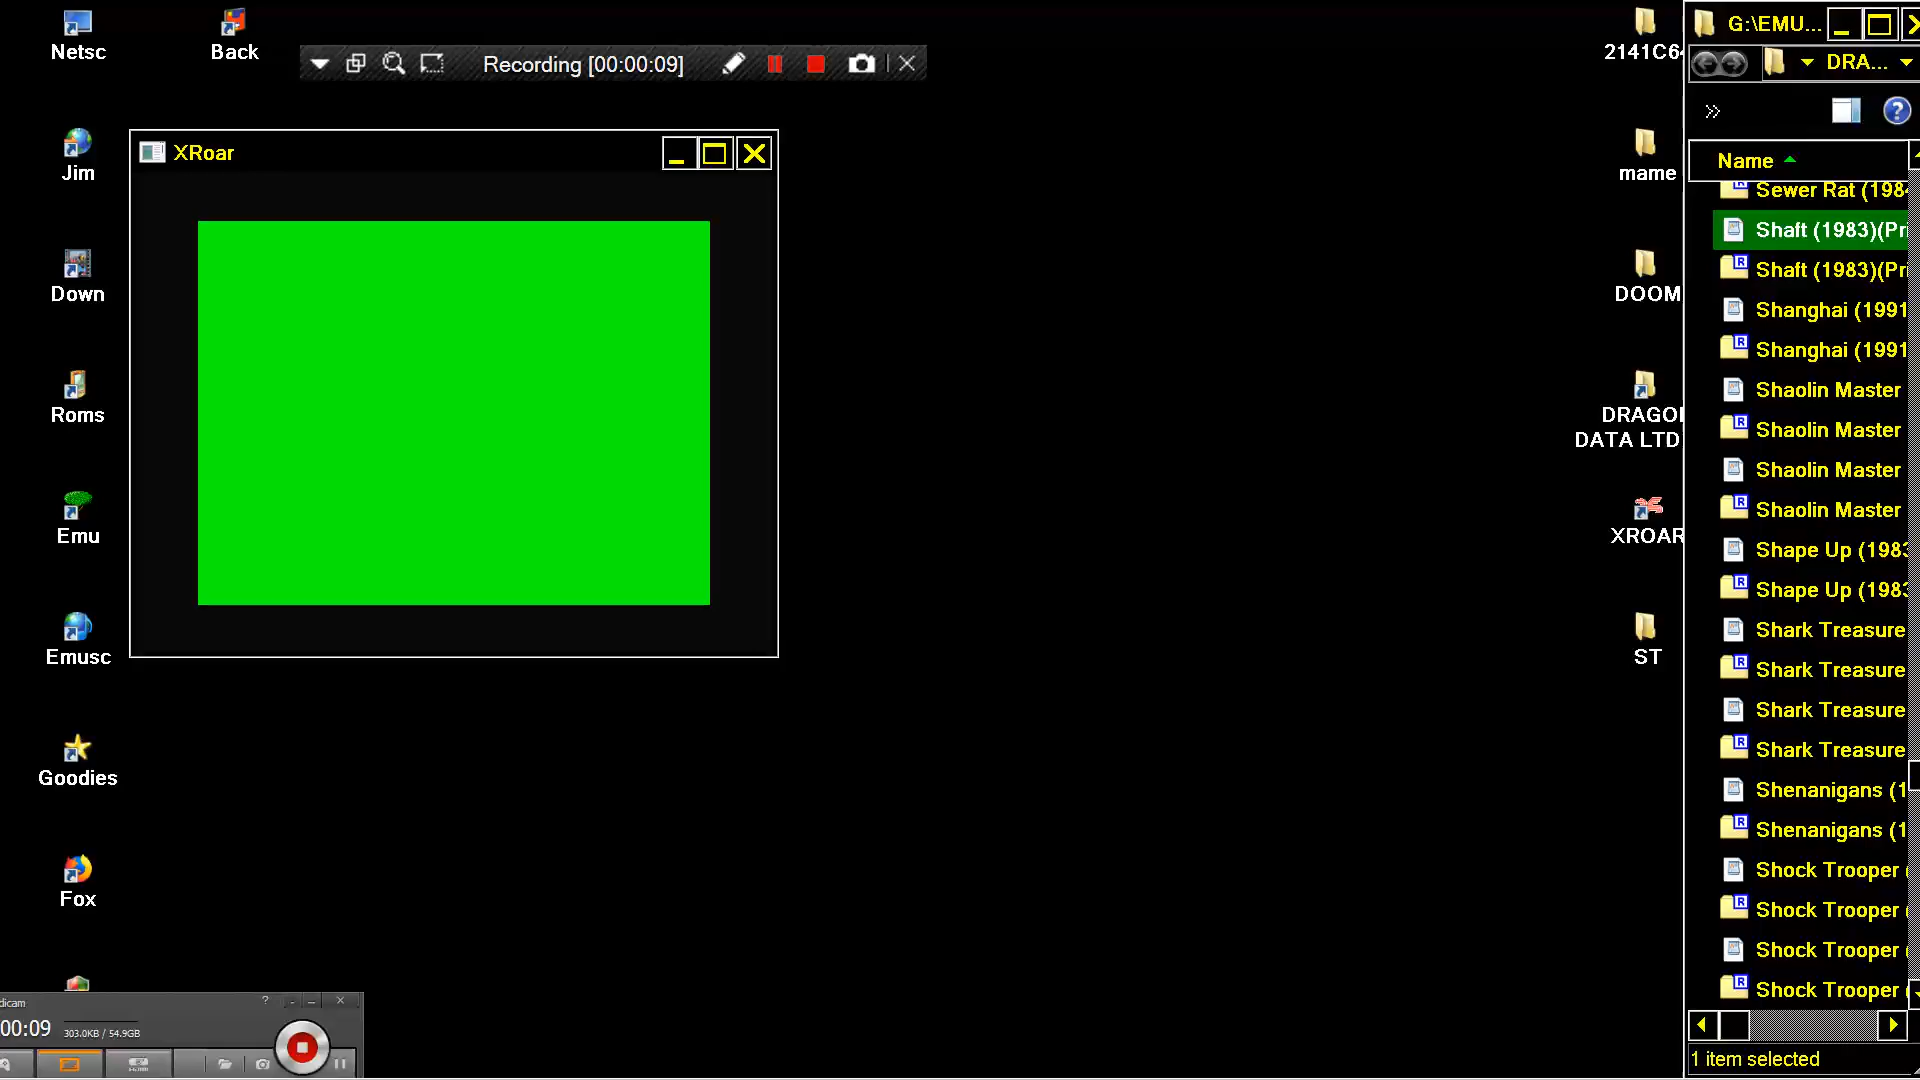 Netsc
Back
Jim
Down
Roms
Emu
Emusc
Goodies
Fox
Recording [00:00:09]
XRoar
2141C64
mame
DOOM
DRAGO
DATA LTD
XROAR
ST
G:\EMU...
DRA...
Name
Sewer Rat (198
Shaft (1983)(Pr
Shaft (1983)(Pr
Shanghai (1991
Shanghai (1991
Shaolin Master
Shaolin Master
Shaolin Master
Shaolin Master
Shape Up (1983
Shape Up (1983
Shark Treasure
Shark Treasure
Shark Treasure
Shark Treasure
Shenanigans (1
Shenanigans (1
Shock Trooper (
Shock Trooper (
Shock Trooper (
Shock Trooper (
1 item selected
dicam
00:09
303.0KB / 54.9GB